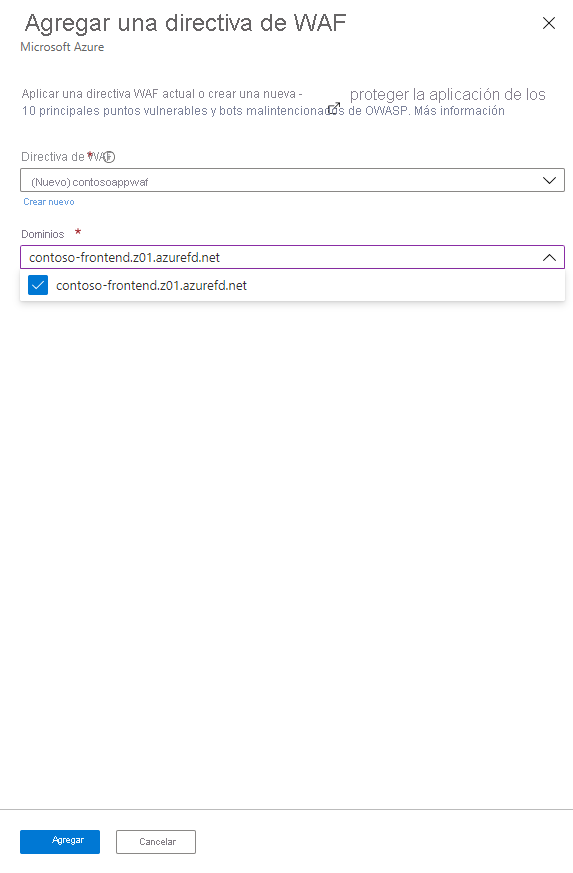 Agregar una directiva de WAF
Microsoft Azure
Aplicar una directiva WAF actual o crear una nueva - proteger la aplicación de los
10 principales puntos vulnerables y bots malintencionados de OWASP. Más información
Directiva de WAF *
(Nuevo) contosoappwaf
Crear nuevo
Dominios *
contoso-frontend.z01.azurefd.net
contoso-frontend.z01.azurefd.net
Agregar
Cancelar